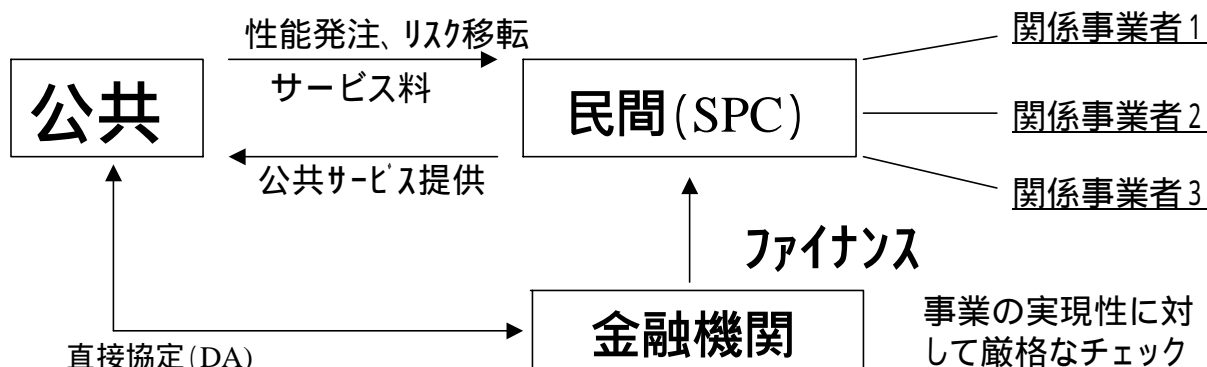 性能発注、リスク移転
サービス料
公共
民間(SPC)
公共サービス提供
関係事業者1
関係事業者2
関係事業者3
ファイナンス
金融機関
直接協定(DA)
事業の実現性に対
して厳格なチェック